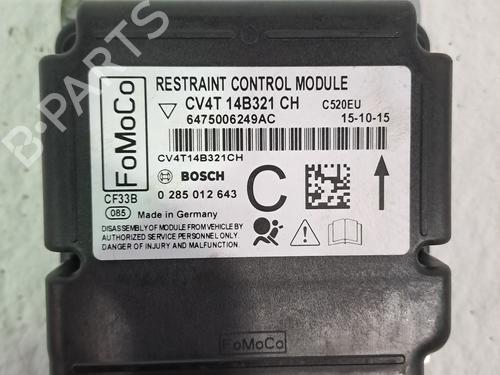 RESTRAINT CONTROL MODULE
CV4T 14B321 CH C520EU
6475006249AC 15-10-15
FoMoCo
CV4T14B321CH
BOSCH
CF33B 0 285 012 643 C
085 Made in Germany
DISASSEMBLY OF MODULE FROM VEHICLE BY
AUTHORIZED SERVICE PERSONNEL ONLY.
DANGER OF INJURY AND MALFUNCTION.
FoMoCo